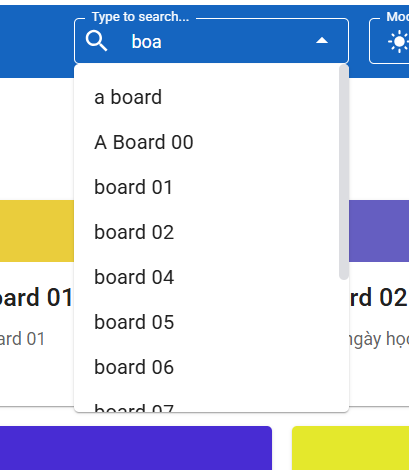 Type to search...
boa
a board
A Board 00
board 01
board 02
board 04
board 05
board 06
board 07
oard 01
ard 01
rd 02
ngày học